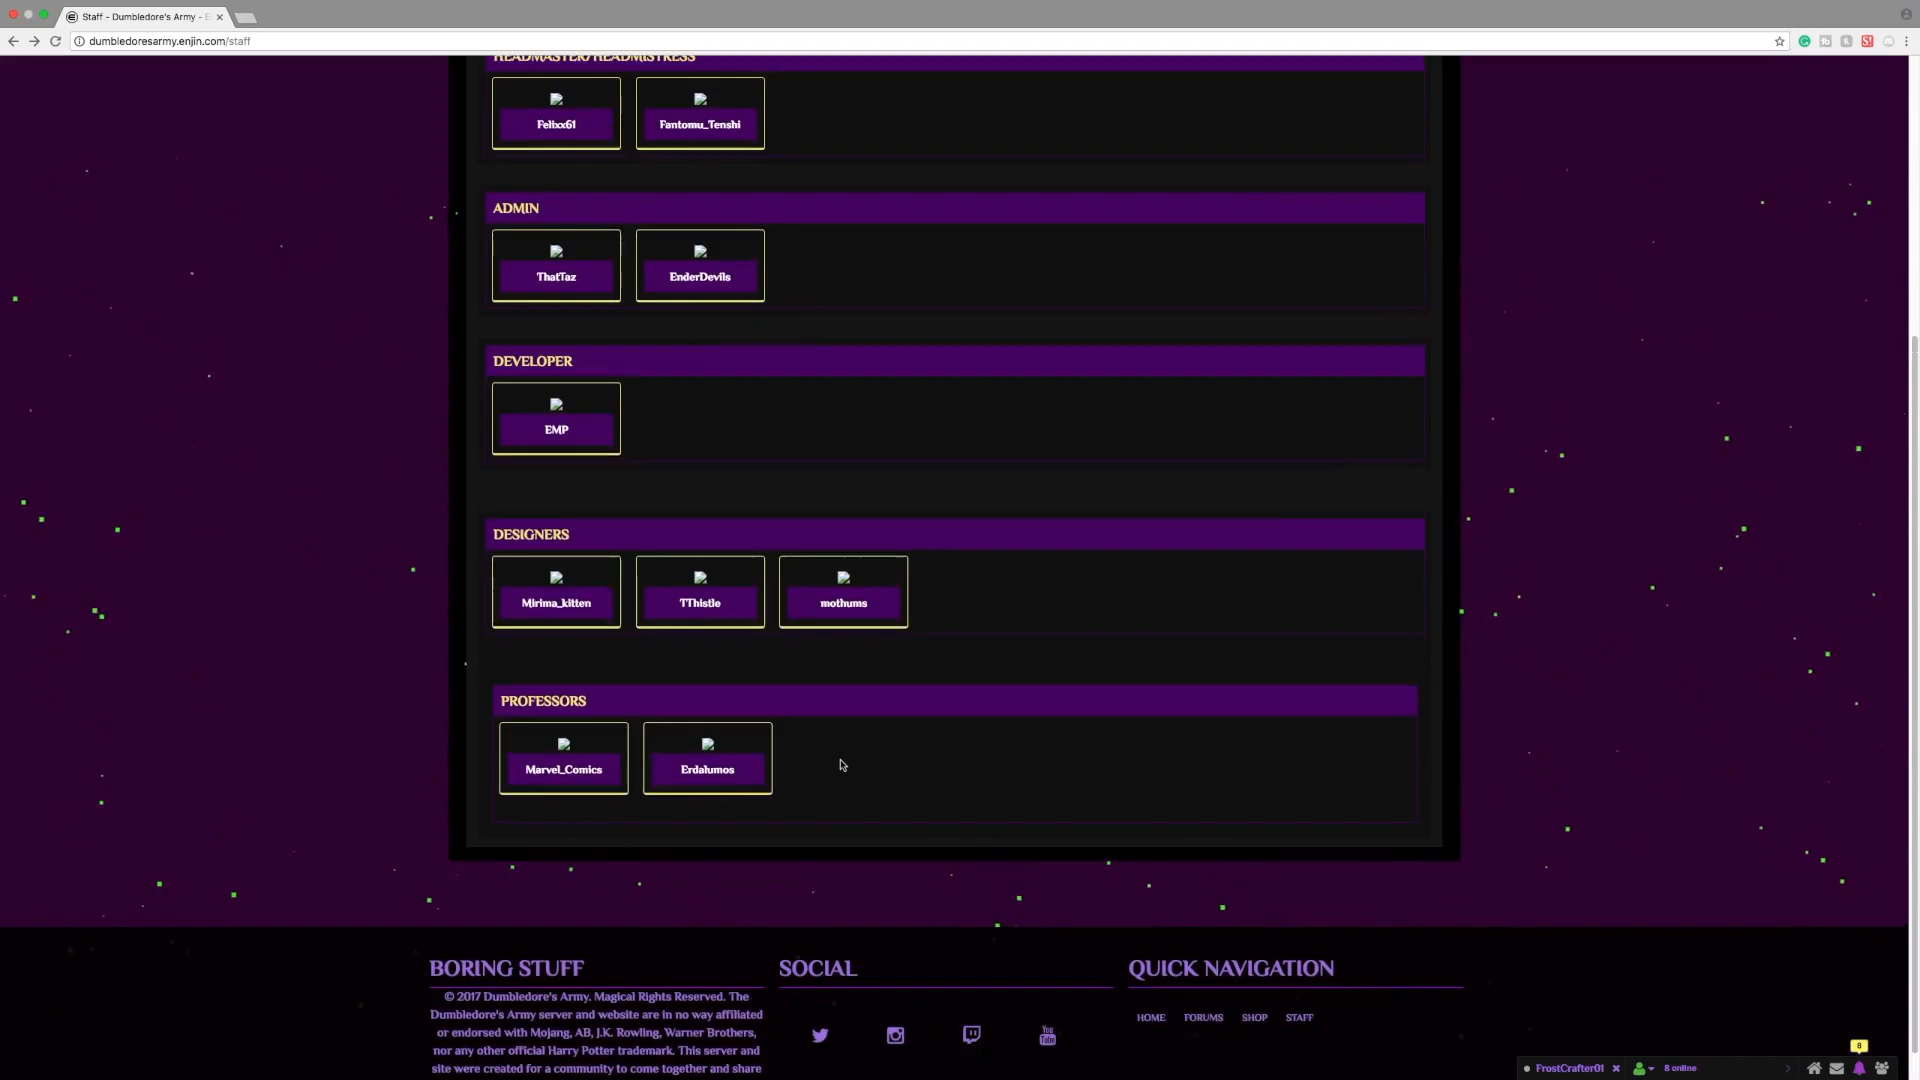 Staff - Dumbledore's Army - E
dumbledoresarmy.enjin.com/staff
HEADMASTER/HEADMISTRESS
Felixx61
Fantomu_Tenshi
ADMIN
ThatTaz
EnderDevils
DEVELOPER
EMP
DESIGNERS
Mirima_kitten
TThistle
mothums
PROFESSORS
Marvel_Comics
Erdalumos
BORING STUFF
© 2017 Dumbledore's Army. Magical Rights Reserved. The
Dumbledore's Army server and website are in no way affiliated
or endorsed with Mojang, AB, J.K. Rowling, Warner Brothers,
nor any other official Harry Potter trademark. This server and
site were created for a community to come together and share
SOCIAL
You
Tube
QUICK NAVIGATION
HOME FORUMS SHOP STAFF
8
FrostCrafter01
8 online